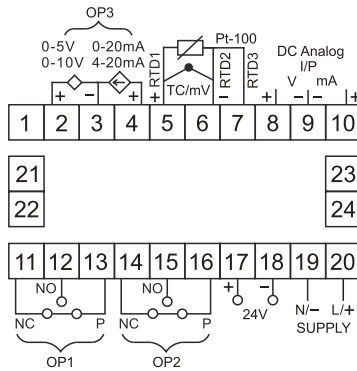 OP3
0-5V 0-20mA
0-10V 4-20mA
+ − +
+ RTD1
Pt-100
TC/mV
− RTD2
RTD3
DC Analog
I/P
V mA
+ − +
1 2 3 4 5 6 7 8 9 10
21 23
22 24
11 12 13 14 15 16 17 18 19 20
NO NO + −
24V
N/− L/+
NC P NC P SUPPLY
OP1 OP2